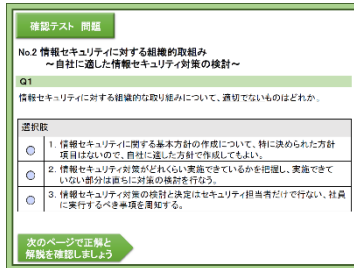 確認テスト 問題
No.2 情報セキュリティに対する組織的取組み
～自社に適した情報セキュリティ対策の検討～
Q1
情報セキュリティに対する組織的な取り組みについて、適切でないものはどれか。
選択肢
1. 情報セキュリティに関する基本方針の作成について、特に決められた方針
項目はないので、自社に適した方針で作成してもよい。
2. 情報セキュリティ対策がどれくらい実施できているかを把握し、実施できて
いない部分は直ちに対策の検討を行なう。
3. 情報セキュリティ対策の検討と決定はセキュリティ担当者だけで行ない、社員
に実行するべき事項を周知する。
次のページで正解と
解説を確認しましょう